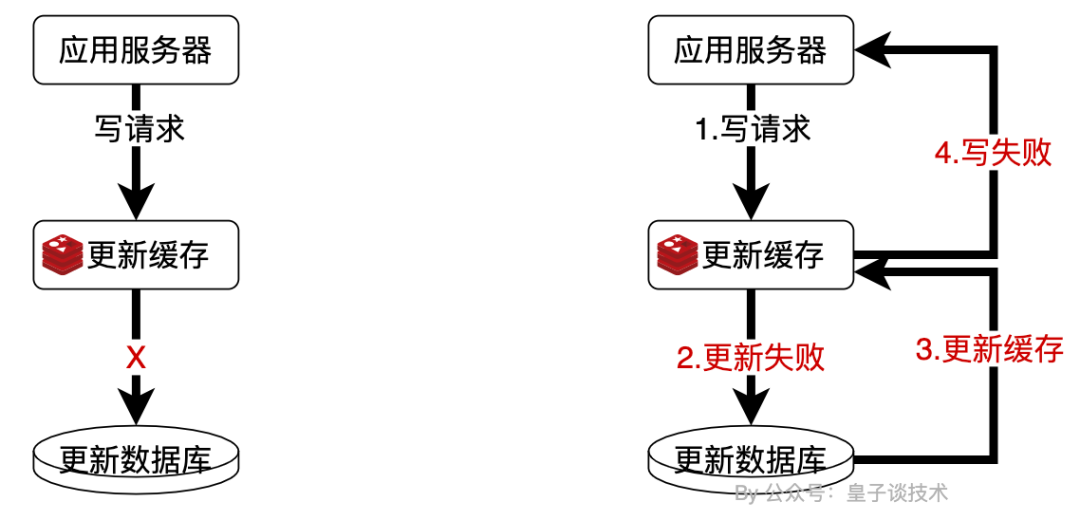 应用服务器
写请求
更新缓存
X
更新数据库
应用服务器
1.写请求
4.写失败
更新缓存
2.更新失败
3.更新缓存
更新数据库
By 公众号：皇子谈技术